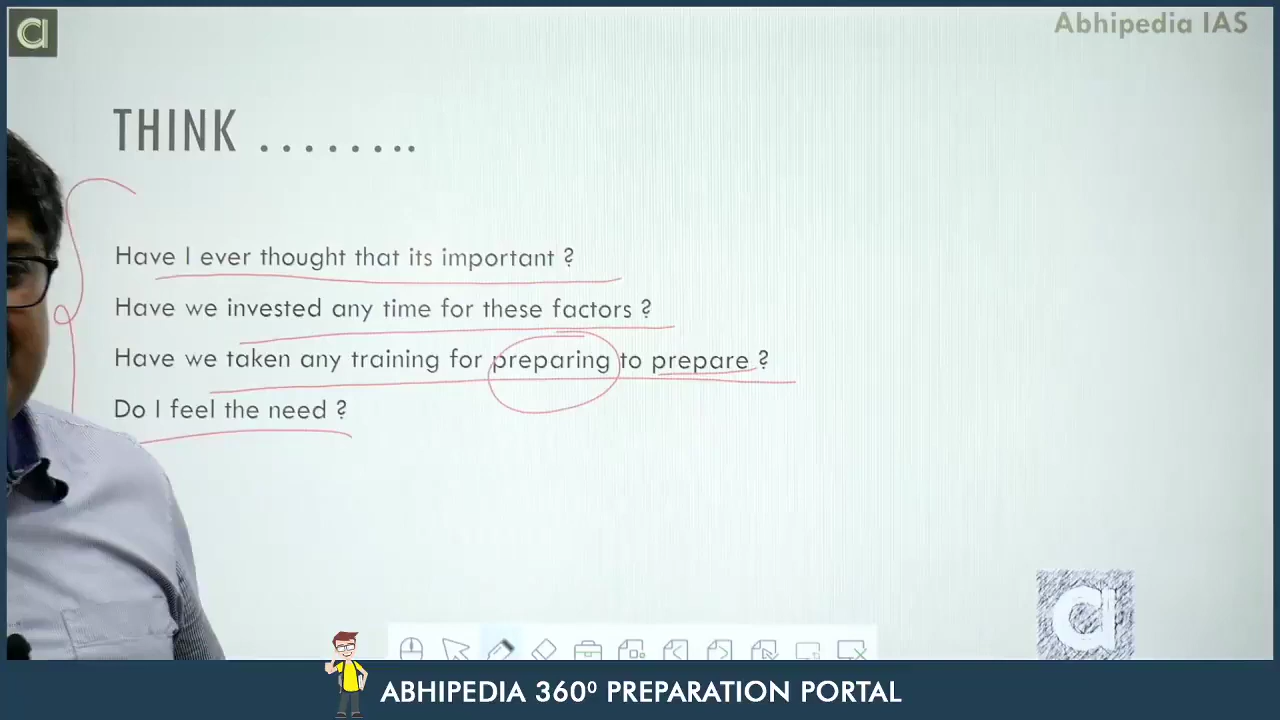 Abhipedia IAS
THINK ........
Have I ever thought that its important ?
Have we invested any time for these factors ?
Have we taken any training for preparing to prepare ?
Do I feel the need ?
ABHIPEDIA 360⁰ PREPARATION PORTAL